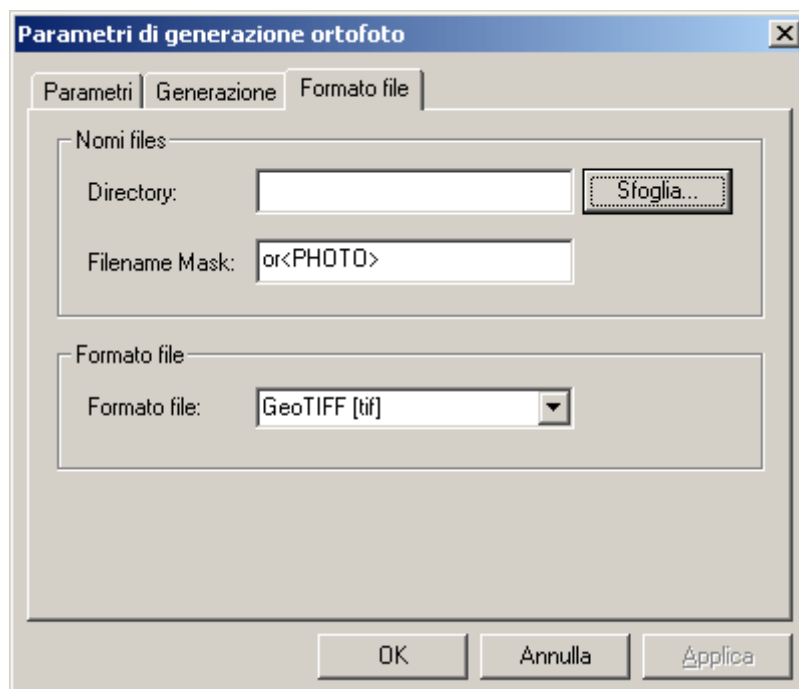 Parametri di generazione ortofoto
Parametri
Generazione
Formato file
Nomi files
Directory:
Sfoglia...
Filename Mask:
or<PHOTO>
Formato file
Formato file:
GeoTIFF [tif]
OK
Annulla
Applica